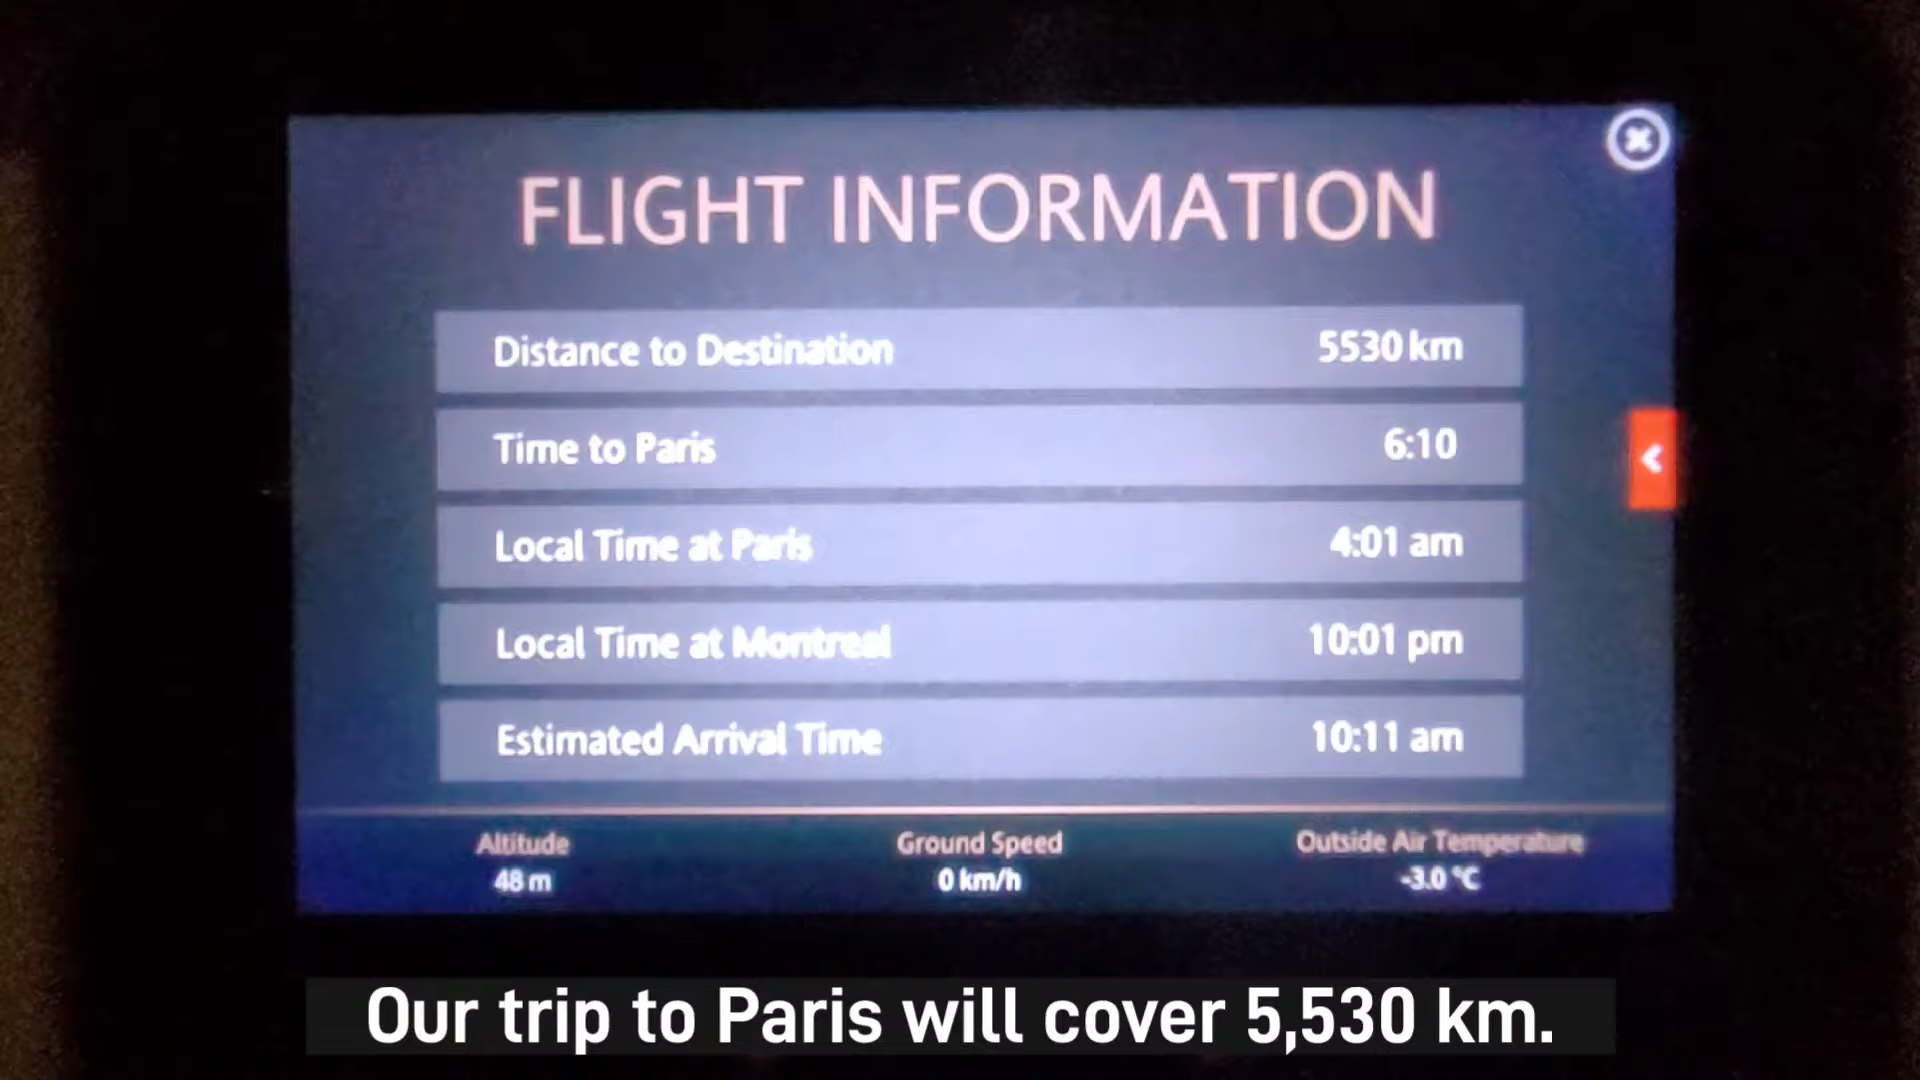 FLIGHT INFORMATION
Distance to Destination 5530 km
Time to Paris 6:10
Local Time at Paris 4:01 am
Local Time at Montreal 10:01 pm
Estimated Arrival Time 10:11 am
Altitude Ground Speed Outside Air Temperature
48 m 0 km/h -3.0 °C
Our trip to Paris will cover 5,530 km.